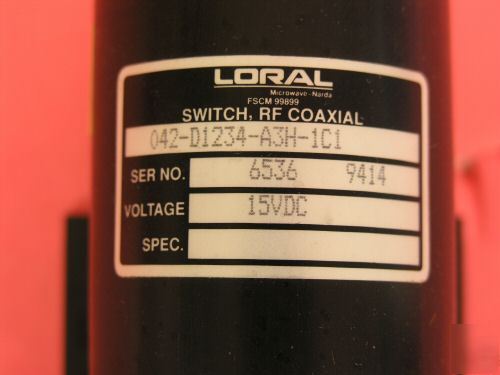 LORAL
Microwave-Narda
FSCM 99899
SWITCH, RF COAXIAL
042-D1234-A3H-1C1
SER NO. 6536 9414
VOLTAGE 15VDC
SPEC.